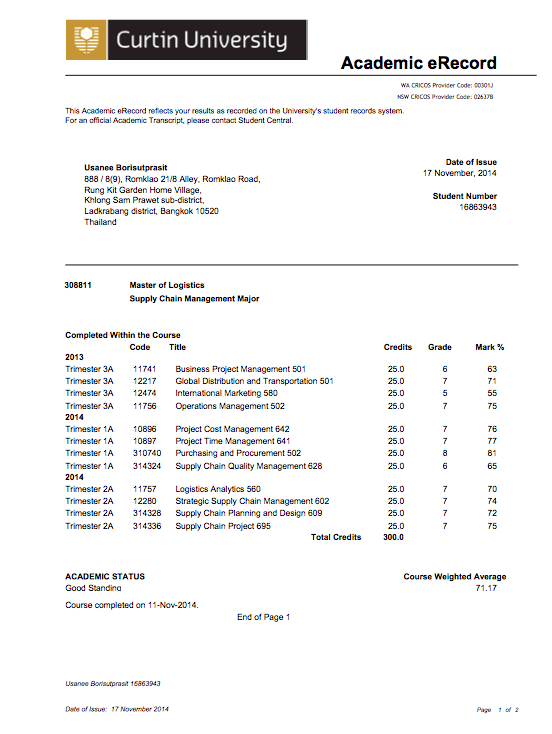 Curtin University
Academic eRecord
WA CRICOS Provider Code: 00301J
NSW CRICOS Provider Code: 02637B
This Academic eRecord reflects your results as recorded on the University's student records system.
For an official Academic Transcript, please contact Student Central.
Date of Issue
17 November, 2014
Student Number
16863943
Usanee Borisutprasit
888 / 8(9), Romklao 21/8 Alley, Romklao Road,
Rung Kit Garden Home Village,
Khlong Sam Prawet sub-district,
Ladkrabang district, Bangkok 10520
Thailand
308811 Master of Logistics
Supply Chain Management Major
Completed Within the Course
Code Title Credits Grade Mark %
2013
Trimester 3A 11741 Business Project Management 501 25.0 6 63
Trimester 3A 12217 Global Distribution and Transportation 501 25.0 7 71
Trimester 3A 12474 International Marketing 580 25.0 5 55
Trimester 3A 11756 Operations Management 502 25.0 7 75
2014
Trimester 1A 10896 Project Cost Management 642 25.0 7 76
Trimester 1A 10897 Project Time Management 641 25.0 7 77
Trimester 1A 310740 Purchasing and Procurement 502 25.0 8 81
Trimester 1A 314324 Supply Chain Quality Management 628 25.0 6 65
2014
Trimester 2A 11757 Logistics Analytics 560 25.0 7 70
Trimester 2A 12280 Strategic Supply Chain Management 602 25.0 7 74
Trimester 2A 314328 Supply Chain Planning and Design 609 25.0 7 72
Trimester 2A 314336 Supply Chain Project 695 25.0 7 75
Total Credits 300.0
ACADEMIC STATUS Course Weighted Average
Good Standing 71.17
Course completed on 11-Nov-2014.
End of Page 1
Usanee Borisutprasit 16863943
Date of Issue: 17 November 2014 Page 1 of 2